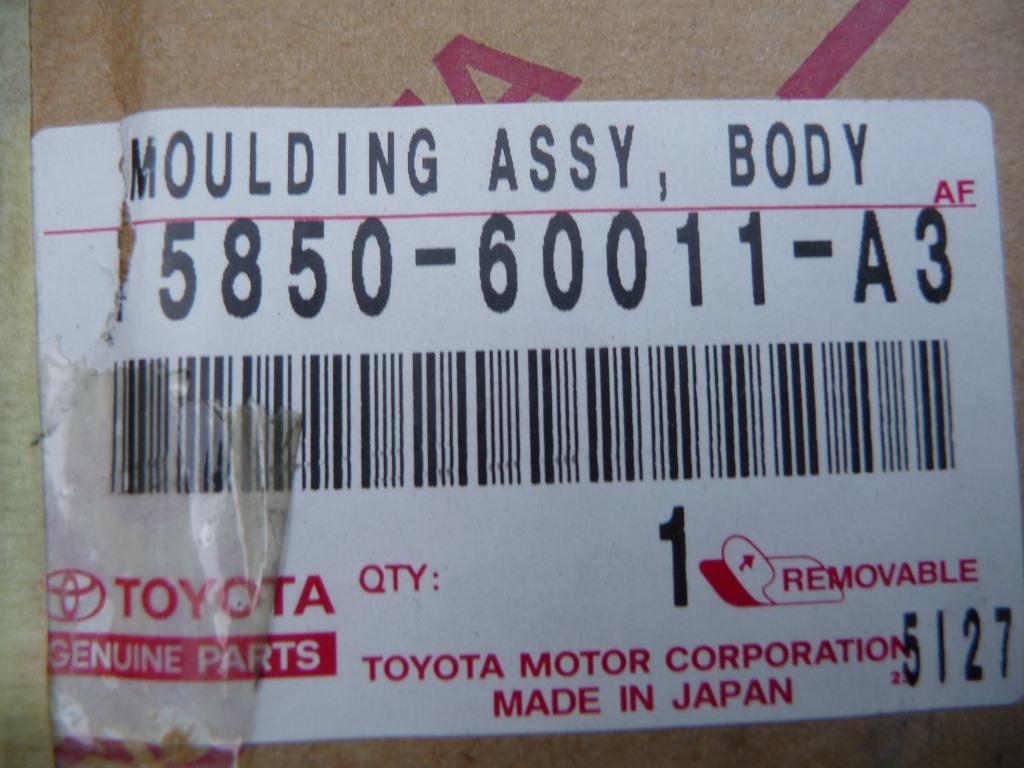 MOULDING ASSY, BODY
AF
5850-60011-A3
TOYOTA
QTY: 1
REMOVABLE
GENUINE PARTS
TOYOTA MOTOR CORPORATION
5127
MADE IN JAPAN